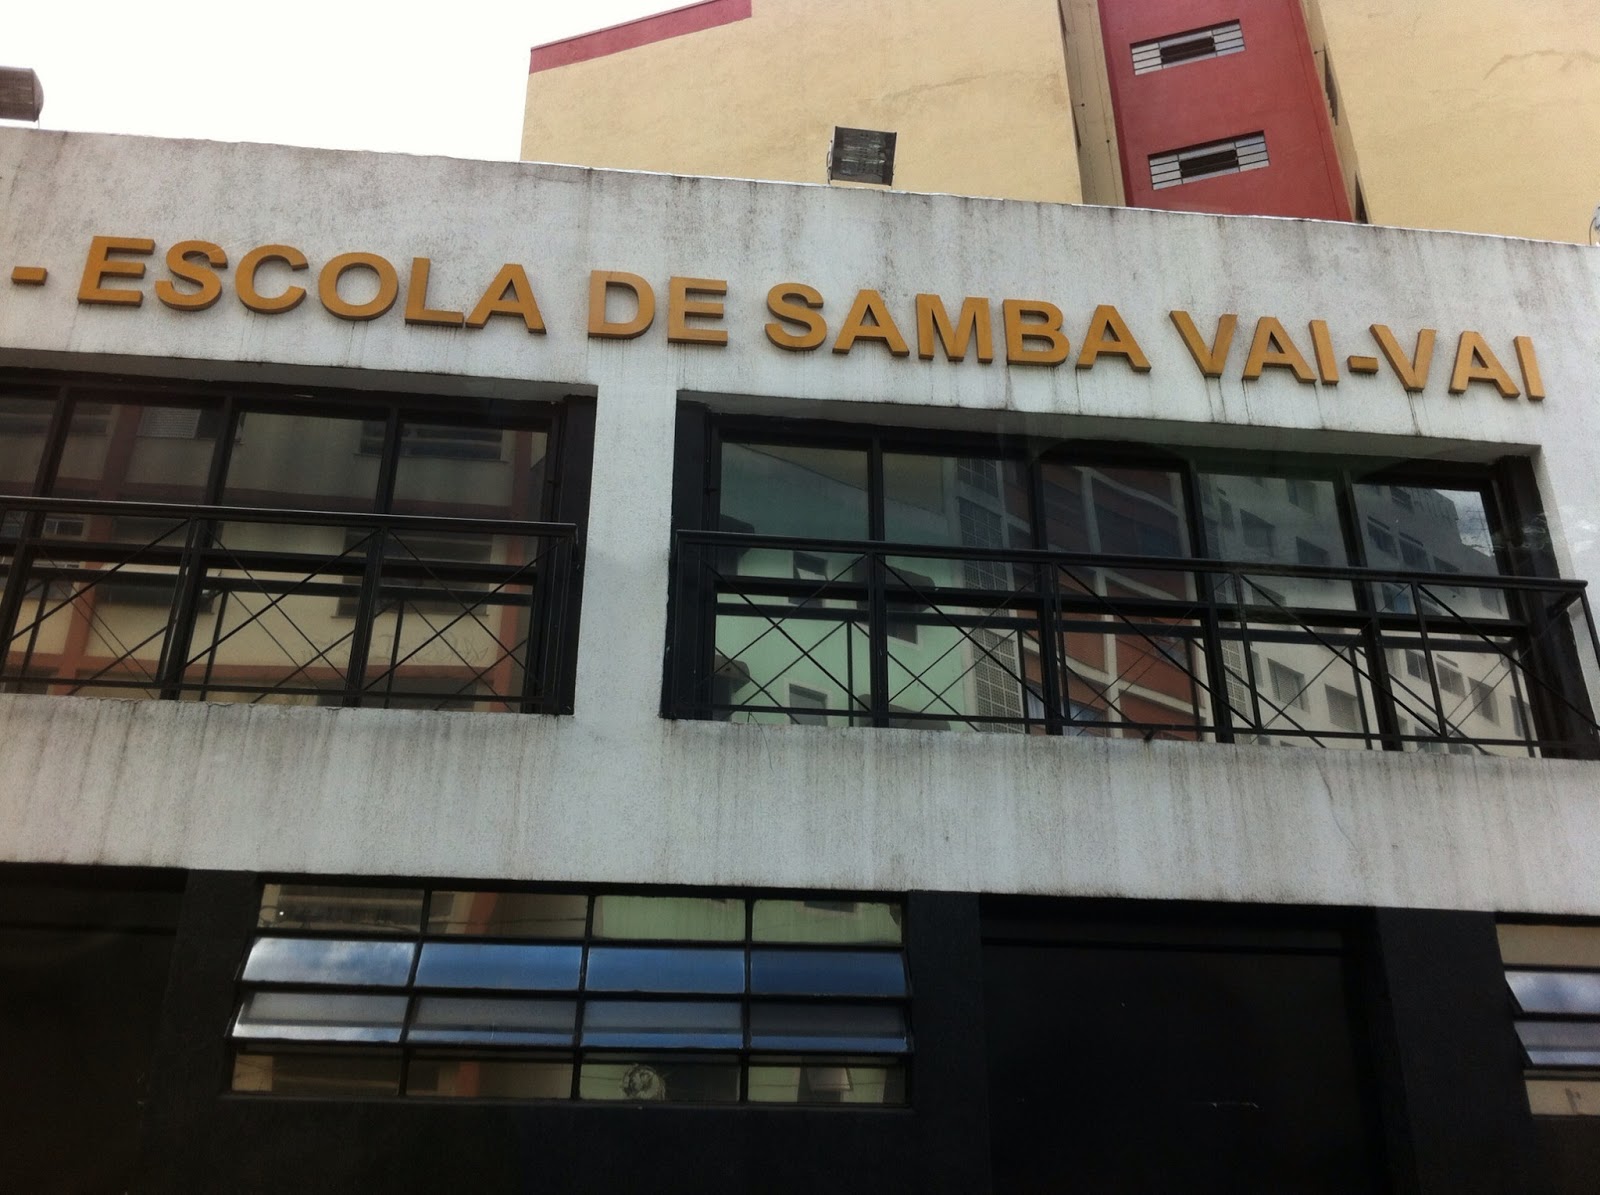 - ESCOLA DE SAMBA VAI-VAI